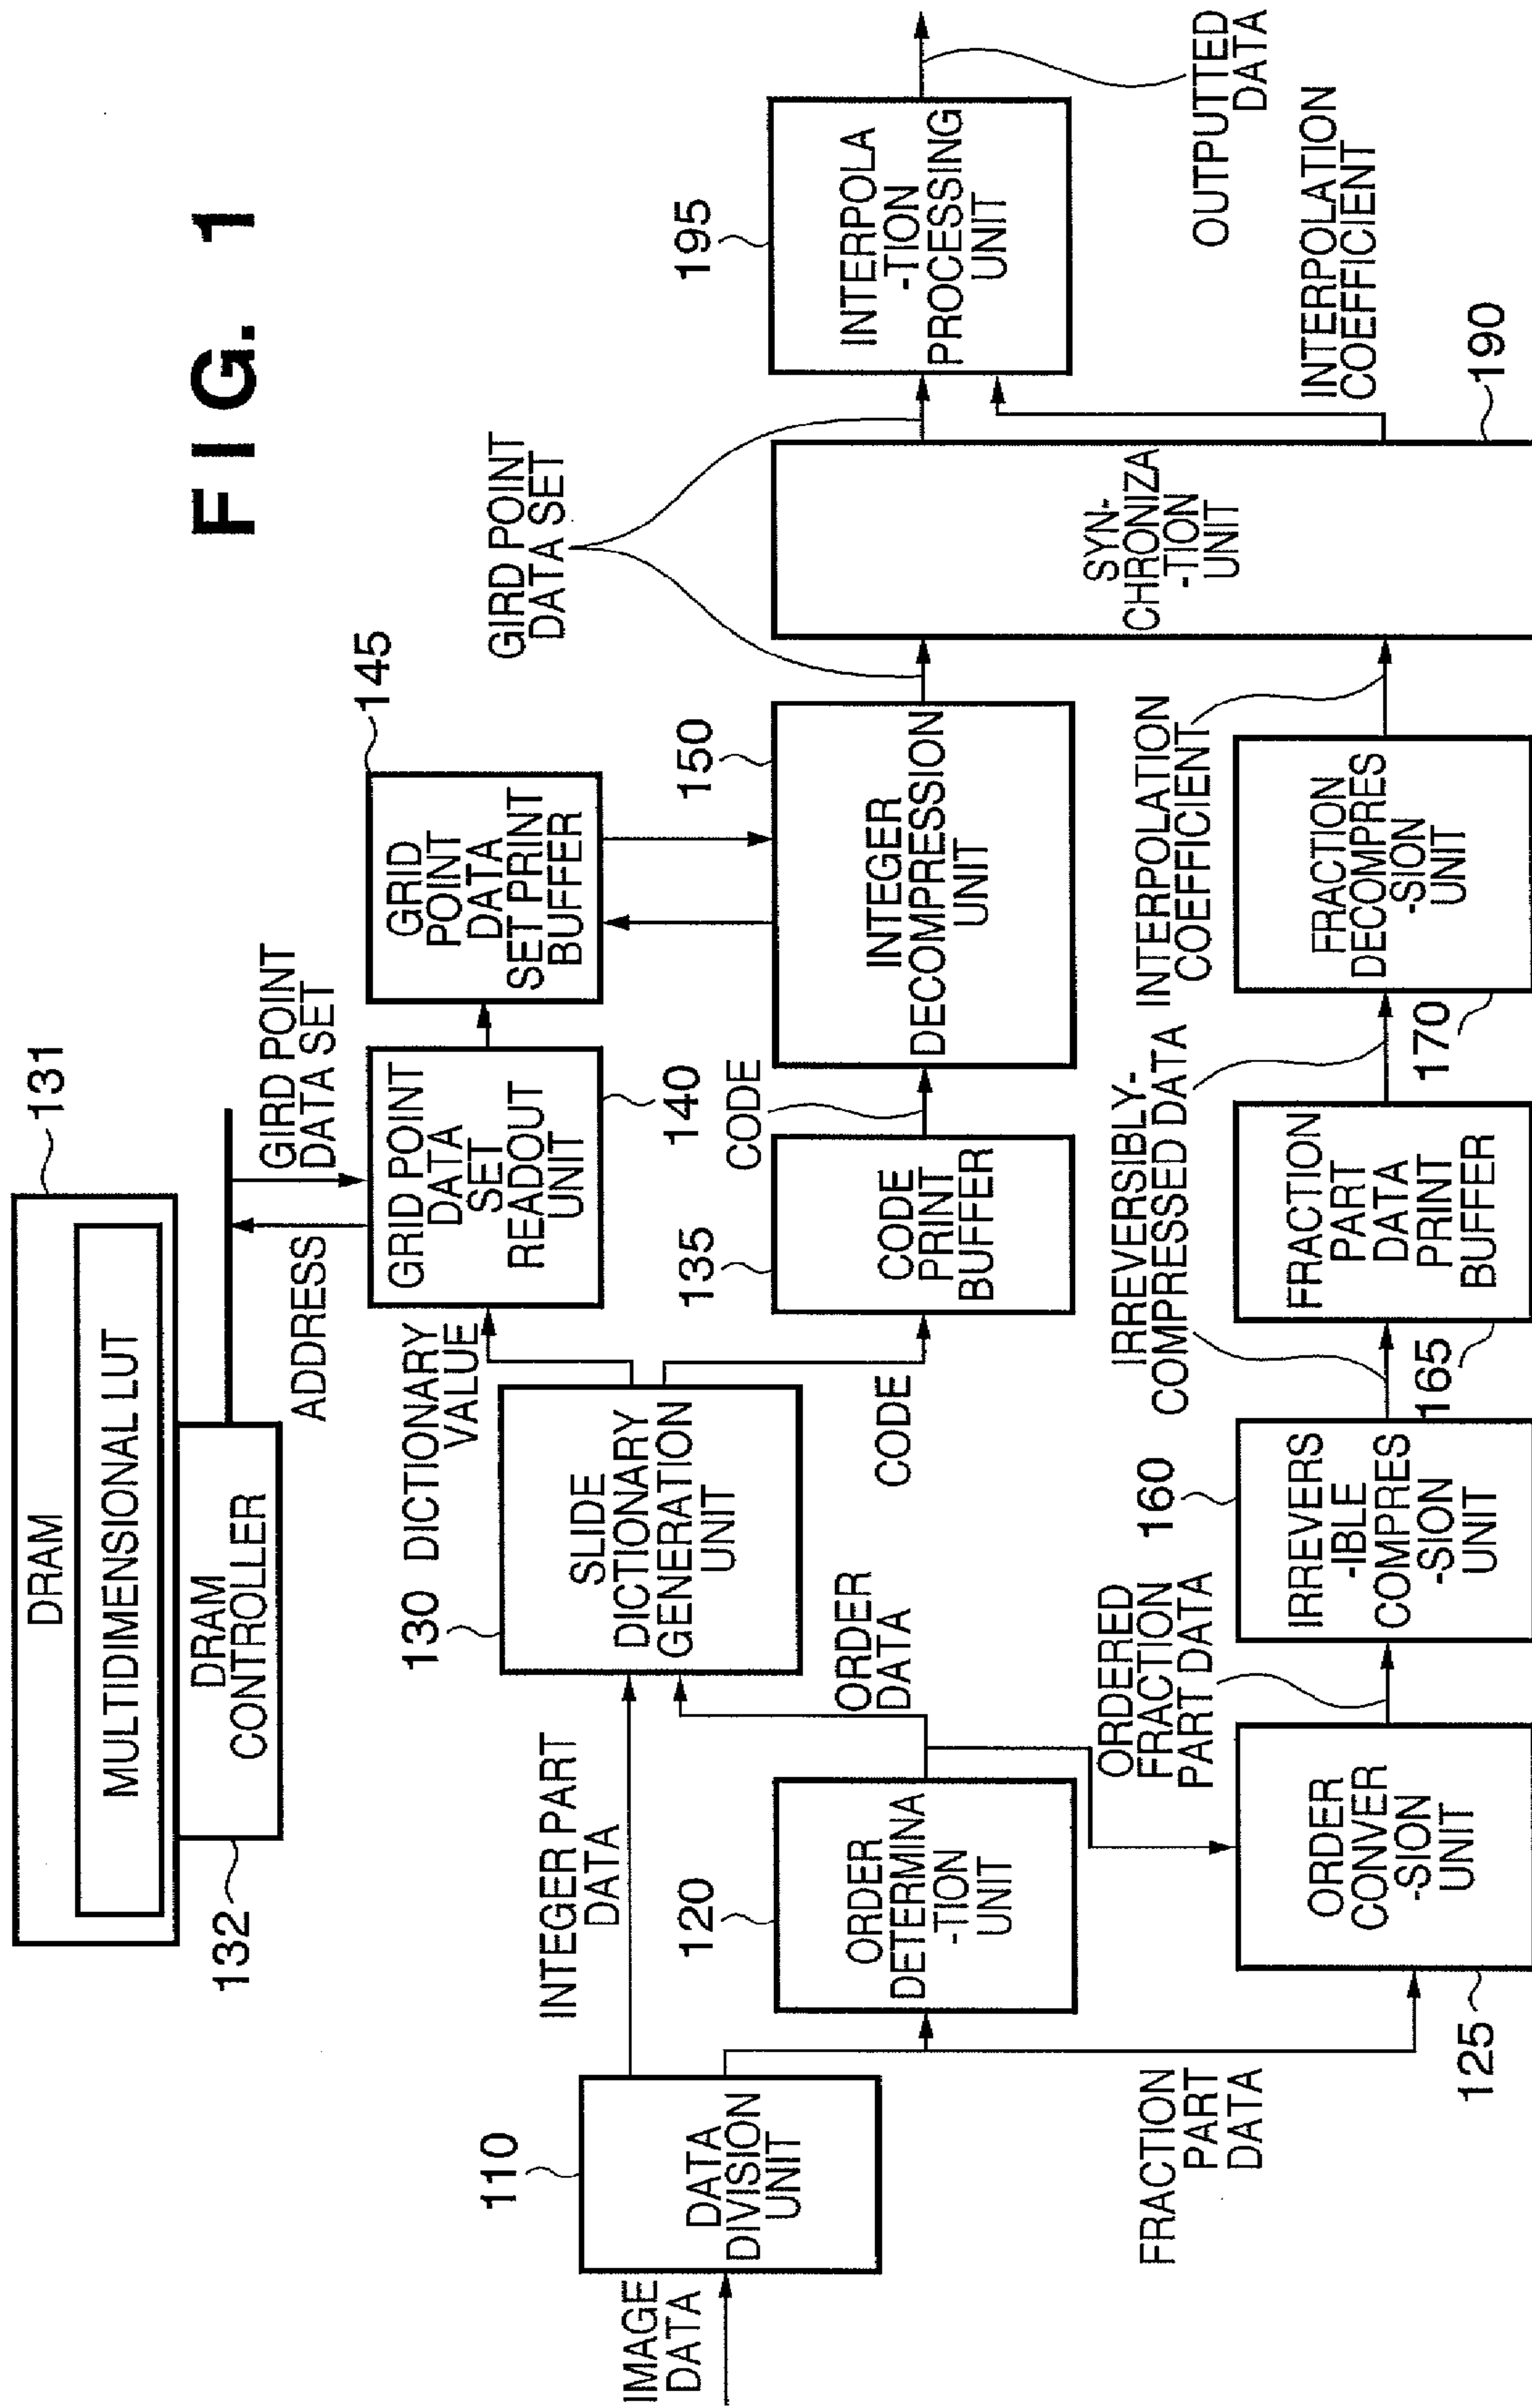 FIG. 1
131
DRAM
MULTIDIMENSIONAL LUT
DRAM
CONTROLLER
132
ADDRESS
GIRD POINT
DATA SET
145
GRID
POINT
DATA
SET PRINT
BUFFER
GRID POINT
DATA
SET
READOUT
UNIT
140
DICTIONARY
VALUE
130
SLIDE
DICTIONARY
GENERATION
UNIT
INTEGER PART
DATA
110
DATA
DIVISION
UNIT
IMAGE
DATA
120
ORDER
DETERMINA
-TION
UNIT
ORDER
DATA
CODE
135
CODE
PRINT
BUFFER
CODE
150
INTEGER
DECOMPRESSION
UNIT
GIRD POINT
DATA SET
SYN-
CHRONIZA
-TION
UNIT
190
195
INTERPOLA
-TION
PROCESSING
UNIT
OUTPUTTED
DATA
INTERPOLATION
COEFFICIENT
FRACTION
PART
DATA
125
ORDER
CONVER
-SION
UNIT
ORDERED
FRACTION
PART DATA
160
IRREVERS
-IBLE
COMPRES
-SION
UNIT
IRREVERSIBLY-
COMPRESSED DATA
165
FRACTION
PART
DATA
PRINT
BUFFER
170
FRACTION
DECOMPRES
-SION
UNIT
INTERPOLATION
COEFFICIENT